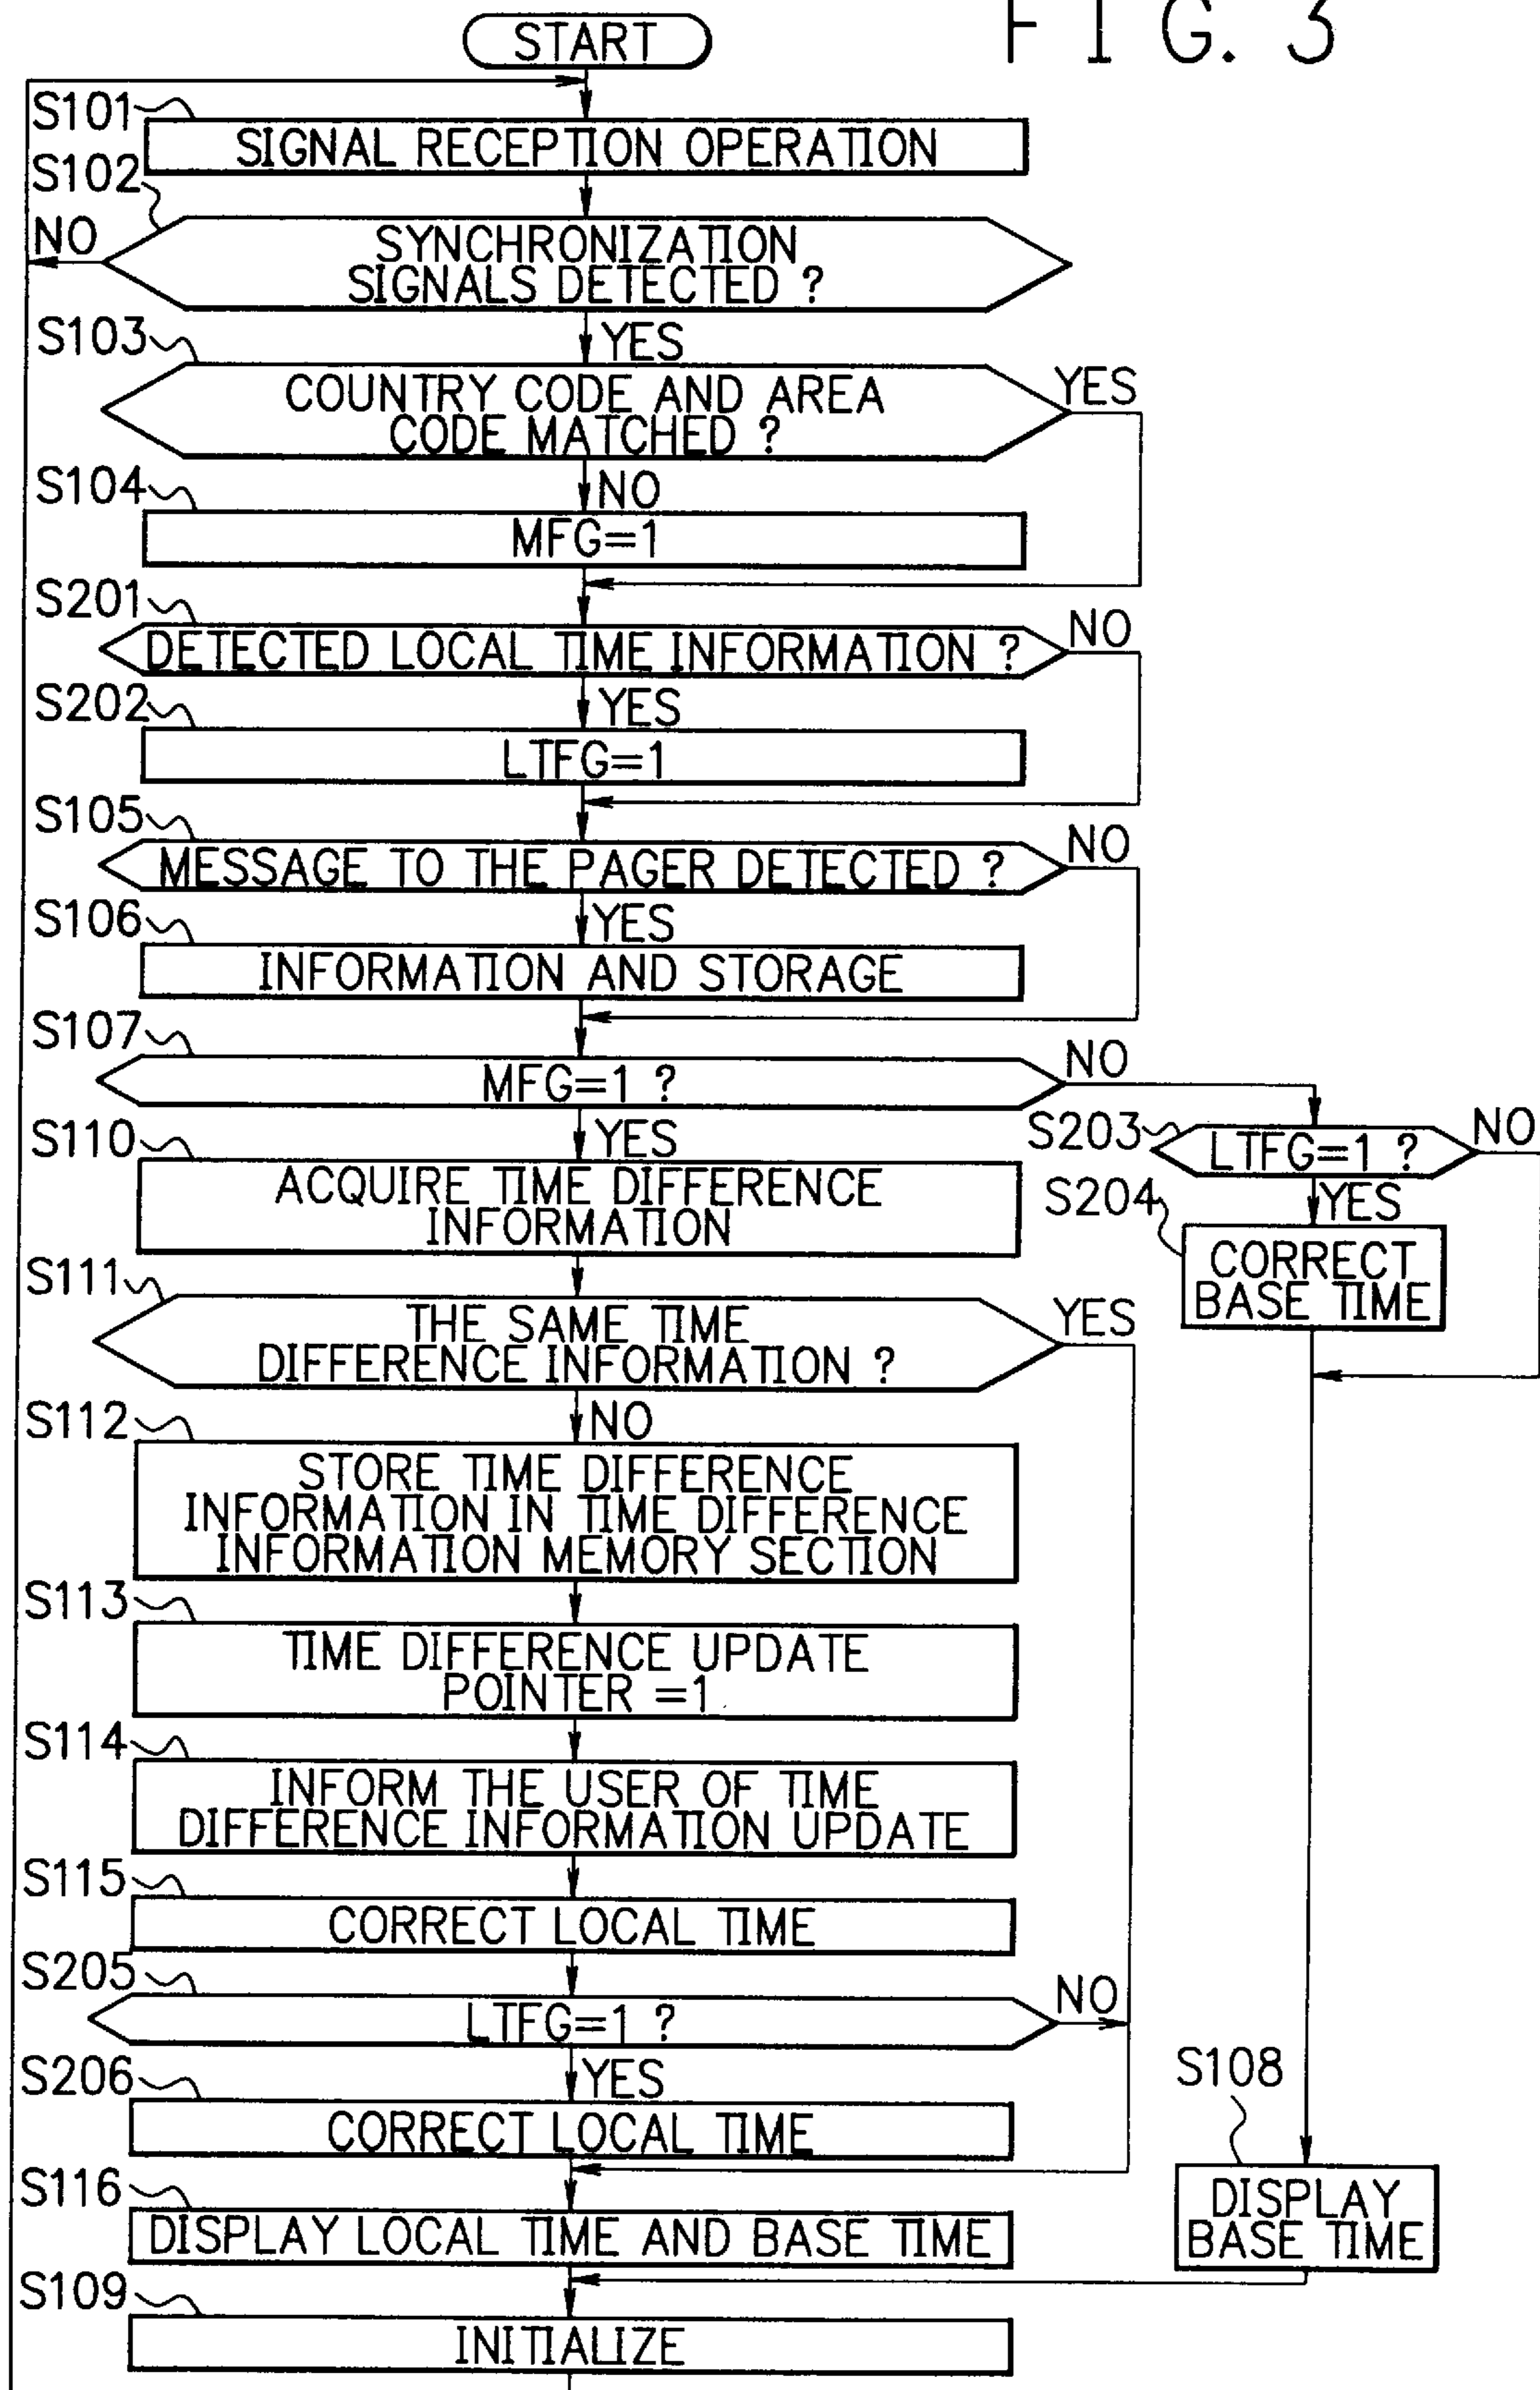 FIG. 3
START
S101
SIGNAL RECEPTION OPERATION
S102
NO
SYNCHRONIZATION
SIGNALS DETECTED ?
YES
S103
COUNTRY CODE AND AREA
CODE MATCHED ?
YES
NO
S104
MFG=1
S201
DETECTED LOCAL TIME INFORMATION ?
NO
YES
S202
LTFG=1
S105
MESSAGE TO THE PAGER DETECTED ?
NO
YES
S106
INFORMATION AND STORAGE
S107
MFG=1 ?
NO
YES
S203
LTFG=1 ?
NO
YES
S204
CORRECT
BASE TIME
S110
ACQUIRE TIME DIFFERENCE
INFORMATION
S111
THE SAME TIME
DIFFERENCE INFORMATION ?
YES
NO
S112
STORE TIME DIFFERENCE
INFORMATION IN TIME DIFFERENCE
INFORMATION MEMORY SECTION
S113
TIME DIFFERENCE UPDATE
POINTER =1
S114
INFORM THE USER OF TIME
DIFFERENCE INFORMATION UPDATE
S115
CORRECT LOCAL TIME
S205
LTFG=1 ?
NO
YES
S206
CORRECT LOCAL TIME
S116
DISPLAY LOCAL TIME AND BASE TIME
S108
DISPLAY
BASE TIME
S109
INITIALIZE